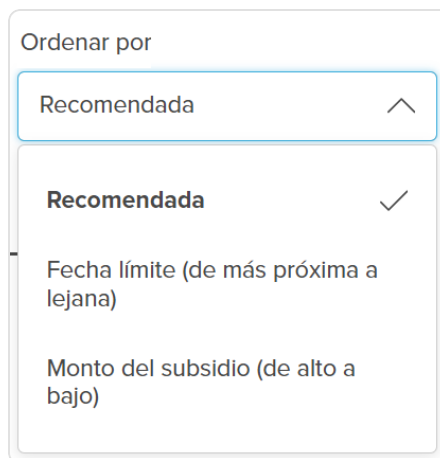 Ordenar por
Recomendada
Recomendada
Fecha límite (de más próxima a
lejana)
Monto del subsidio (de alto a
bajo)